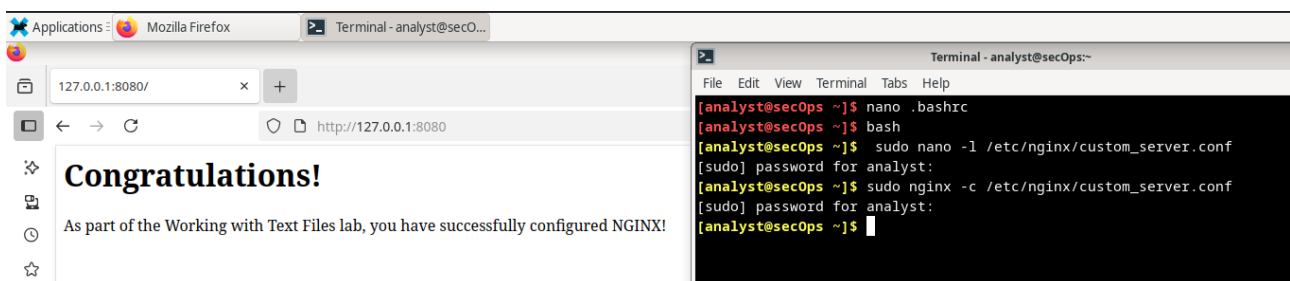 Applications
Mozilla Firefox
Terminal - analyst@secO...
127.0.0.1:8080/
http://127.0.0.1:8080
Congratulations!
As part of the Working with Text Files lab, you have successfully configured NGINX!
Terminal - analyst@secOps:~
File Edit View Terminal Tabs Help
[analyst@secOps ~]$ nano .bashrc
[analyst@secOps ~]$ bash
[analyst@secOps ~]$  sudo nano -l /etc/nginx/custom_server.conf
[sudo] password for analyst:
[analyst@secOps ~]$ sudo nginx -c /etc/nginx/custom_server.conf
[sudo] password for analyst:
[analyst@secOps ~]$